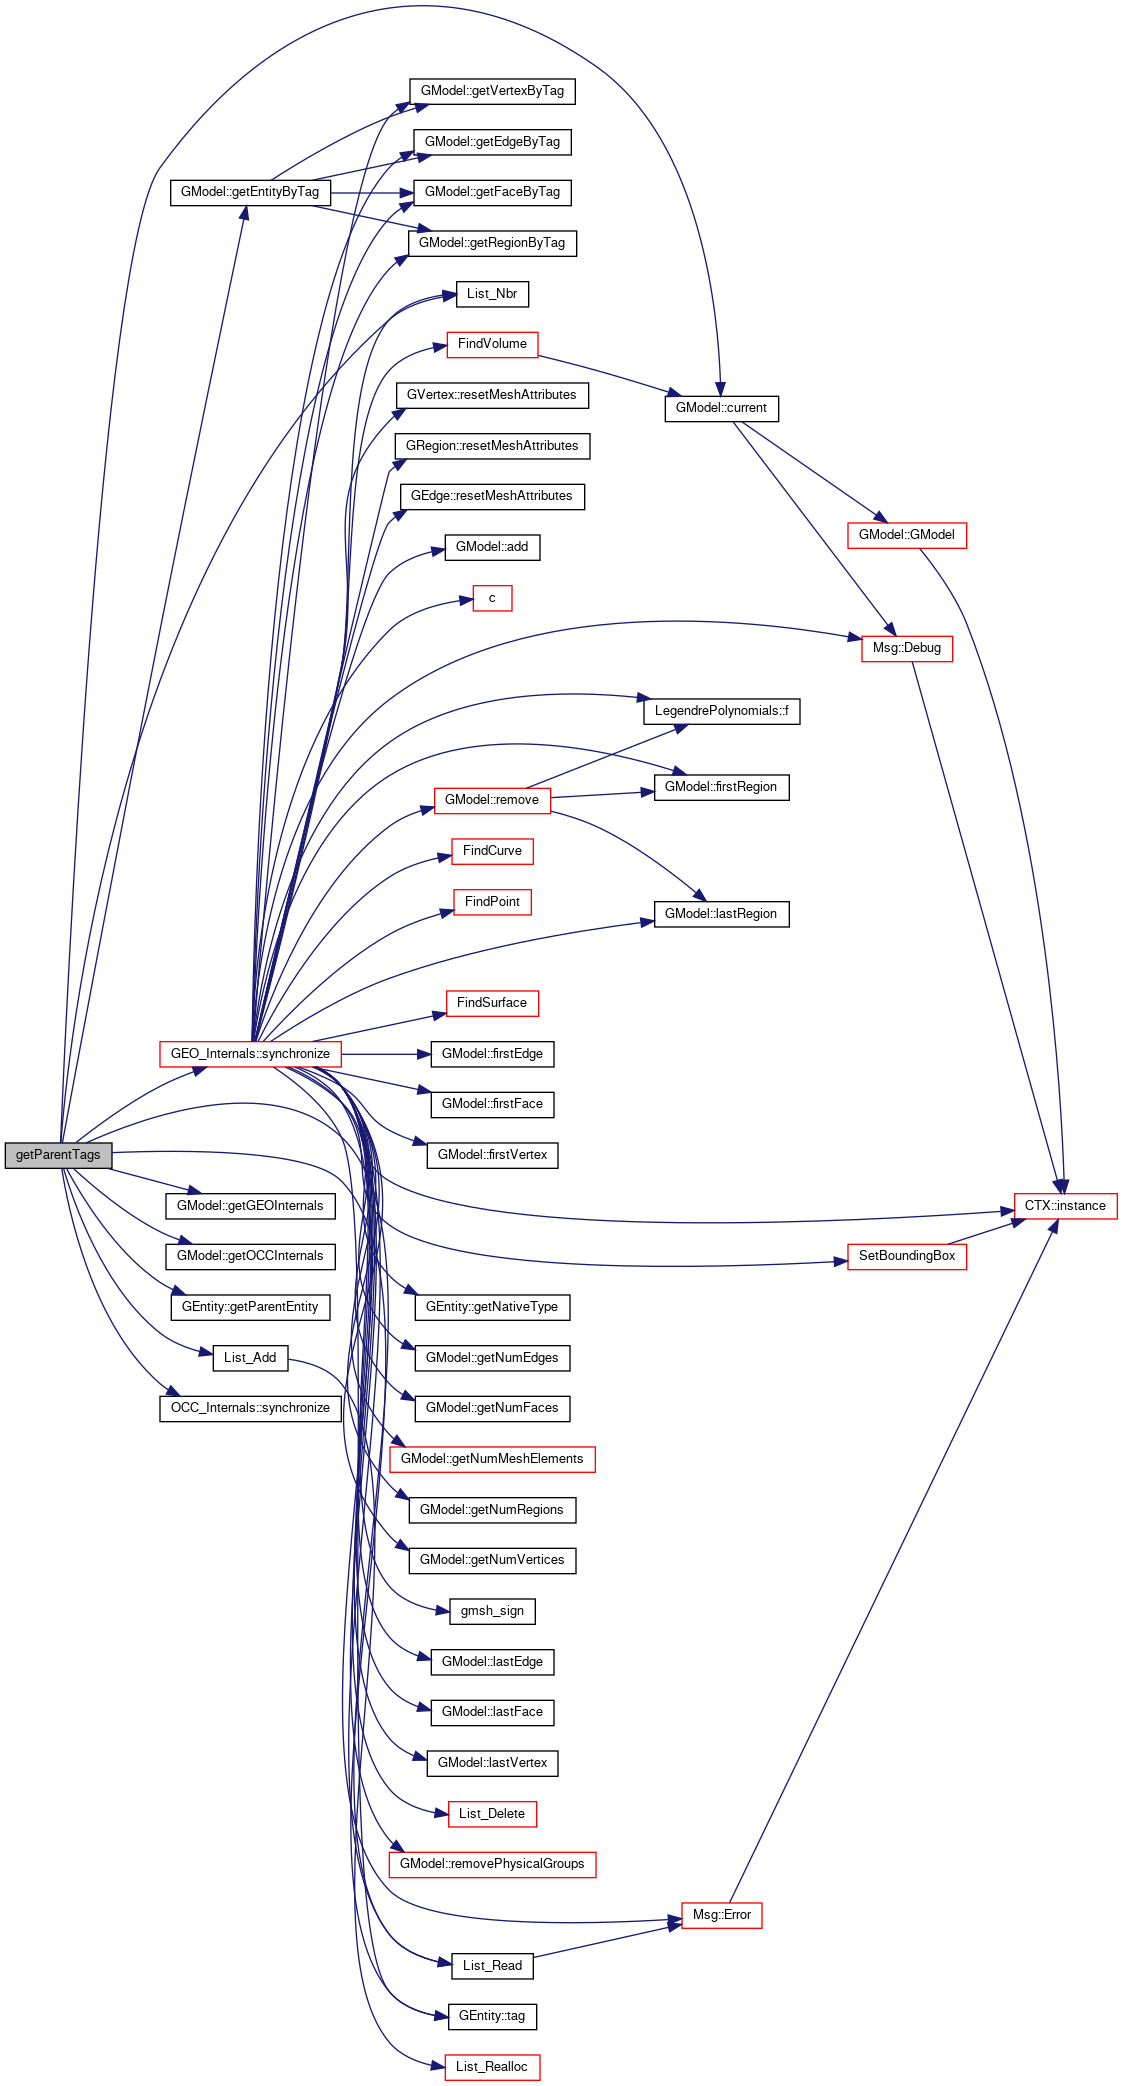 GModel::getVertexByTag
GModel::getEdgeByTag
GModel::getEntityByTag
GModel::getFaceByTag
GModel::getRegionByTag
List_Nbr
FindVolume
GVertex::resetMeshAttributes
GModel::current
GRegion::resetMeshAttributes
GEdge::resetMeshAttributes
GModel::GModel
GModel::add
c
Msg::Debug
LegendrePolynomials::f
GModel::firstRegion
GModel::remove
FindCurve
FindPoint
GModel::lastRegion
FindSurface
GEO_Internals::synchronize
GModel::firstEdge
GModel::firstFace
getParentTags
GModel::firstVertex
GModel::getGEOInternals
CTX::instance
GModel::getOCCInternals
SetBoundingBox
GEntity::getParentEntity
GEntity::getNativeType
List_Add
GModel::getNumEdges
OCC_Internals::synchronize
GModel::getNumFaces
GModel::getNumMeshElements
GModel::getNumRegions
GModel::getNumVertices
gmsh_sign
GModel::lastEdge
GModel::lastFace
GModel::lastVertex
List_Delete
GModel::removePhysicalGroups
Msg::Error
List_Read
GEntity::tag
List_Realloc